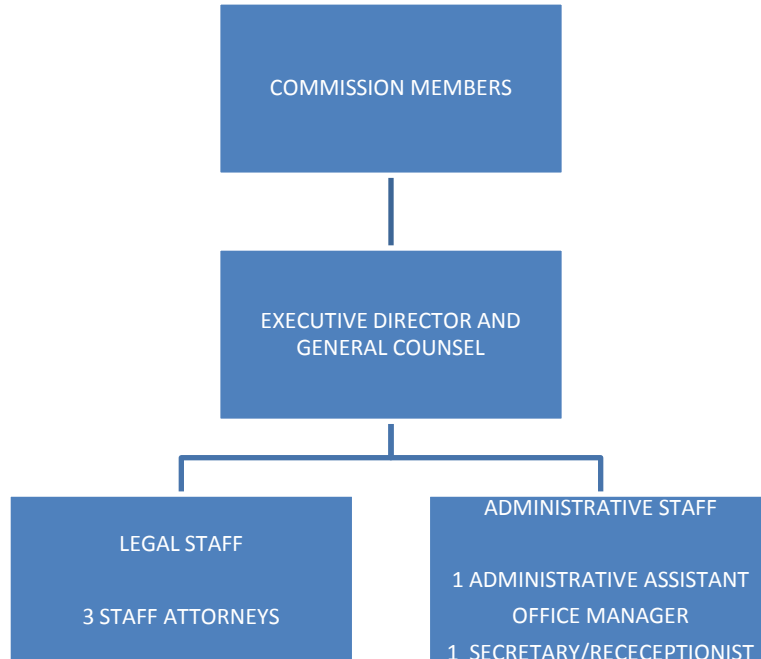 COMMISSION MEMBERS
EXECUTIVE DIRECTOR AND
GENERAL COUNSEL
LEGAL STAFF
3 STAFF ATTORNEYS
ADMINISTRATIVE STAFF
1 ADMINISTRATIVE ASSISTANT
OFFICE MANAGER
1 SECRETARY/RECECEPTIONIST